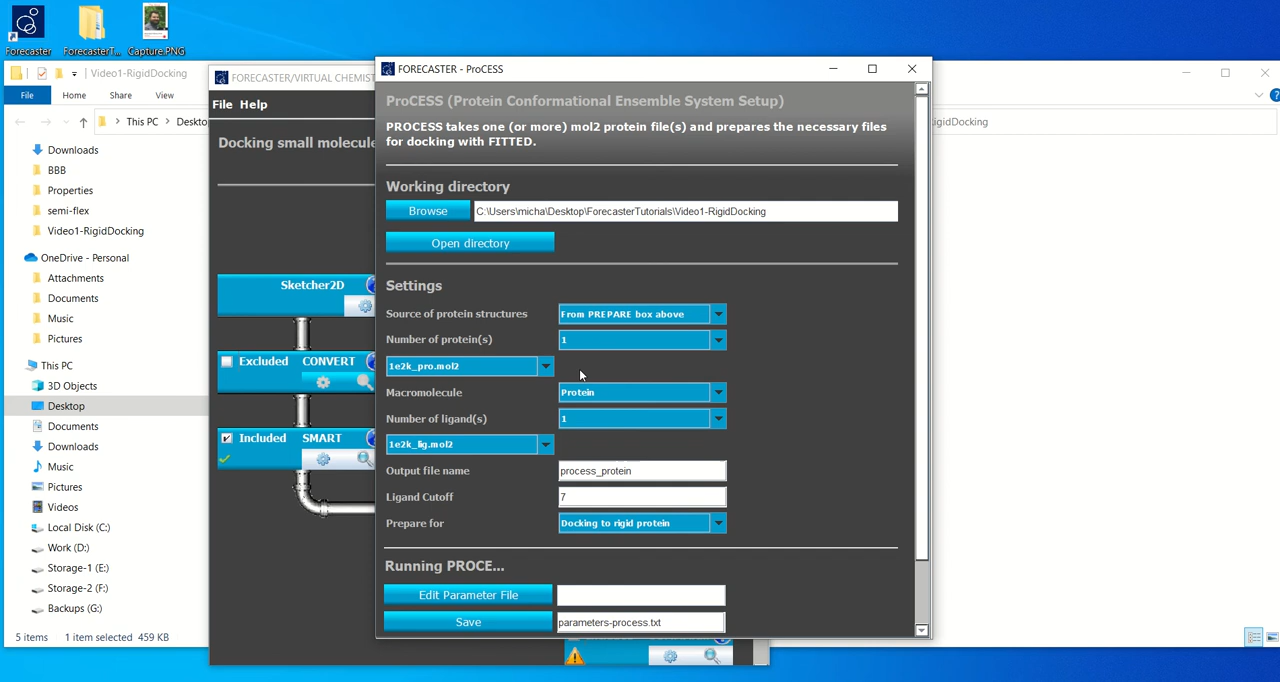 Forecaster
ForecasterT...
Capture.PNG
Video1-RigidDocking
File
Home
Share
View
This PC
Deskto
igidDocking
Downloads
BBB
Properties
semi-flex
Video1-RigidDocking
OneDrive - Personal
Attachments
Documents
Music
Pictures
This PC
3D Objects
Desktop
Documents
Downloads
Music
Pictures
Videos
Local Disk (C:)
Work (D:)
Storage-1 (E:)
Storage-2 (F:)
Backups (G:)
5 items 1 item selected 459 KB
FORECASTER/VIRTUAL CHEMIST
File Help
Docking small molecule
Sketcher2D
Excluded CONVERT
Included SMART
FORECASTER - ProCESS
ProCESS (Protein Conformational Ensemble System Setup)
PROCESS takes one (or more) mol2 protein file(s) and prepares the necessary files
for docking with FITTED.
Working directory
Browse C:\Users\micha\Desktop\ForecasterTutorials\Video1-RigidDocking
Open directory
Settings
Source of protein structures From PREPARE box above
Number of protein(s) 1
1e2k_pro.mol2
Macromolecule Protein
Number of ligand(s) 1
1e2k_lig.mol2
Output file name process_protein
Ligand Cutoff 7
Prepare for Docking to rigid protein
Running PROCE...
Edit Parameter File
Save parameters-process.txt